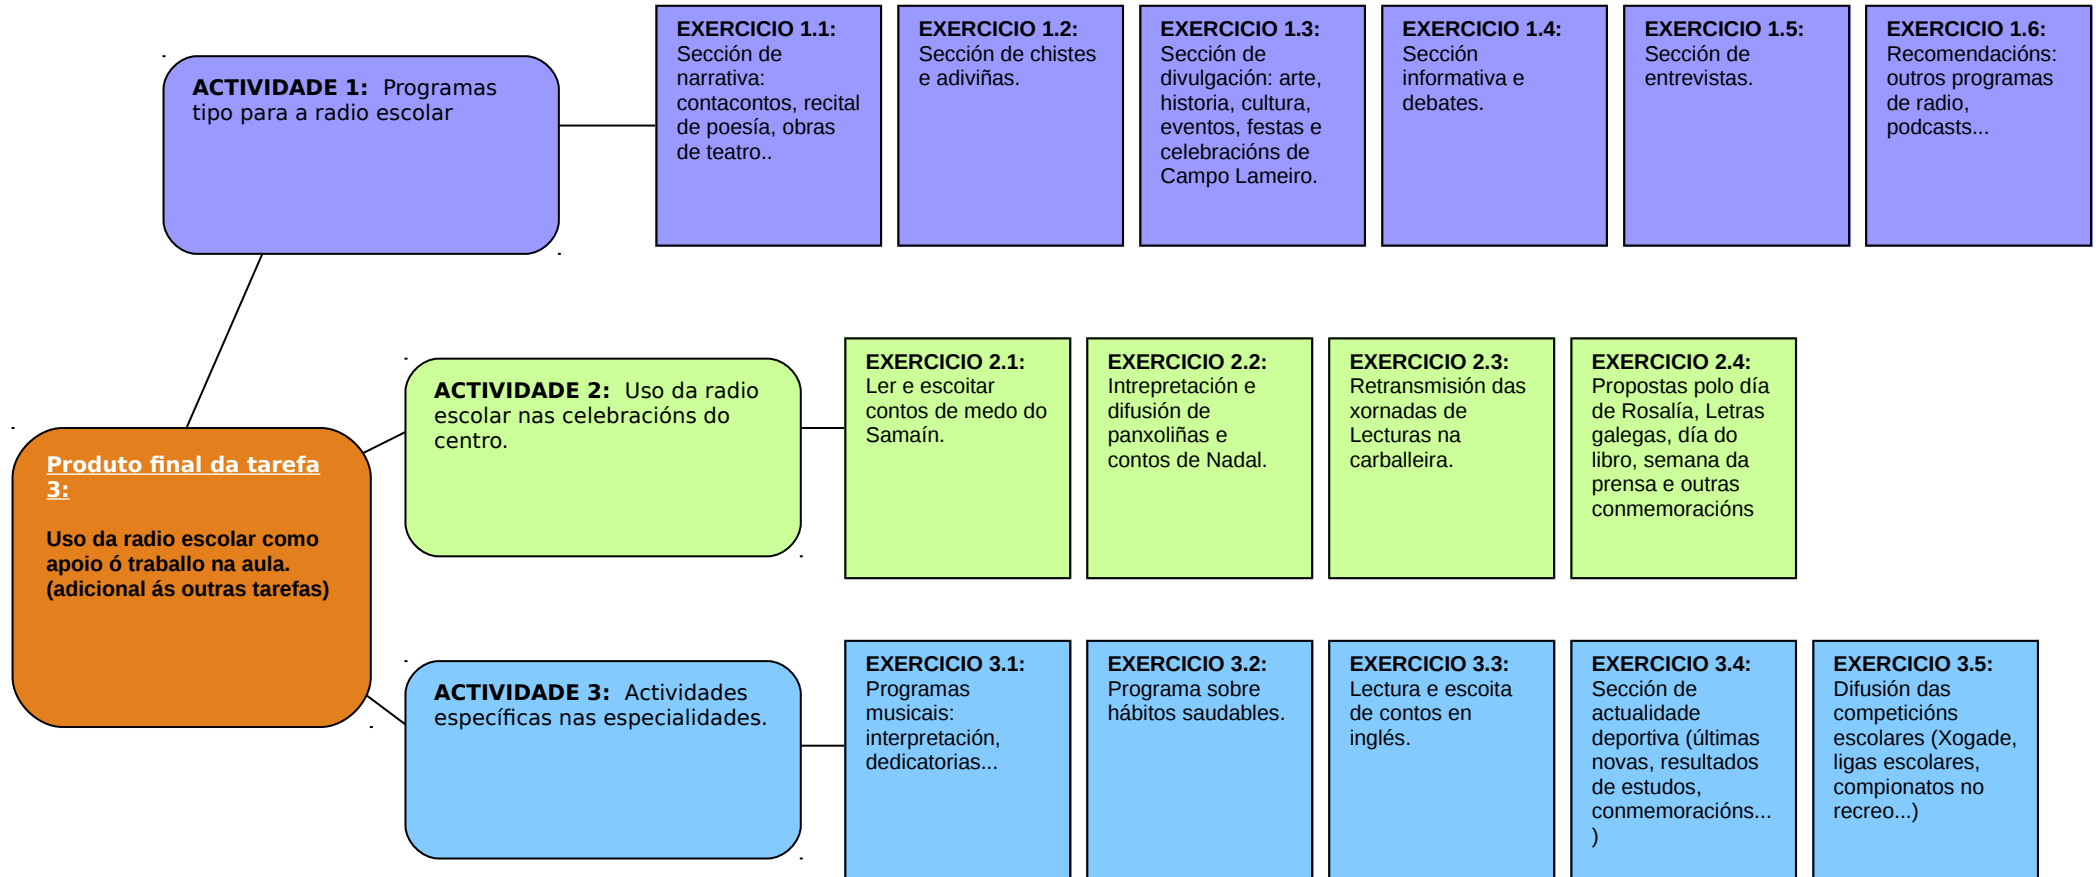 ACTIVIDADE 1:  Programas
tipo para a radio escolar
EXERCICIO 1.1:
Sección de
narrativa:
contacontos, recital
de poesía, obras
de teatro..
EXERCICIO 1.2:
Sección de chistes
e adiviñas.
EXERCICIO 1.3:
Sección de
divulgación: arte,
historia, cultura,
eventos, festas e
celebracións de
Campo Lameiro.
EXERCICIO 1.4:
Sección
informativa e
debates.
EXERCICIO 1.5:
Sección de
entrevistas.
EXERCICIO 1.6:
Recomendacións:
outros programas
de radio,
podcasts...
Produto final da tarefa
3:
Uso da radio escolar como
apoio ó traballo na aula.
(adicional ás outras tarefas)
ACTIVIDADE 2:  Uso da radio
escolar nas celebracións do
centro.
EXERCICIO 2.1:
Ler e escoitar
contos de medo do
Samaín.
EXERCICIO 2.2:
Intrepretación e
difusión de
panxoliñas e
contos de Nadal.
EXERCICIO 2.3:
Retransmisión das
xornadas de
Lecturas na
carballeira.
EXERCICIO 2.4:
Propostas polo día
de Rosalía, Letras
galegas, día do
libro, semana da
prensa e outras
conmemoracións
ACTIVIDADE 3:  Actividades
específicas nas especialidades.
EXERCICIO 3.1:
Programas
musicais:
interpretación,
dedicatorias...
EXERCICIO 3.2:
Programa sobre
hábitos saudables.
EXERCICIO 3.3:
Lectura e escoita
de contos en
inglés.
EXERCICIO 3.4:
Sección de
actualidade
deportiva (últimas
novas, resultados
de estudos,
conmemoracións...
)
EXERCICIO 3.5:
Difusión das
competicións
escolares (Xogade,
ligas escolares,
compionatos no
recreo...)